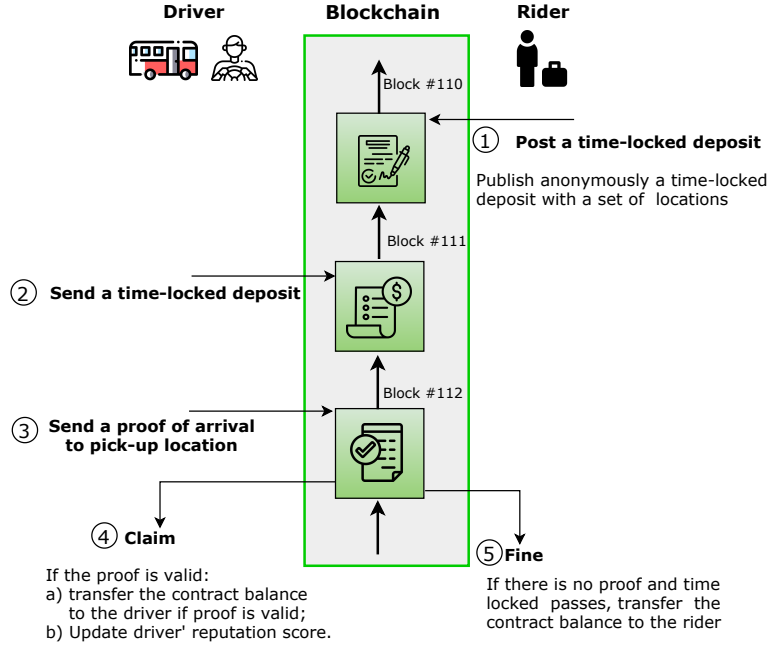 Driver
Blockchain
Rider
Block #110
1 Post a time-locked deposit
Publish anonymously a time-locked
deposit with a set of locations
Block #111
2 Send a time-locked deposit
$
Block #112
3 Send a proof of arrival
to pick-up location
4 Claim
If the proof is valid:
a) transfer the contract balance
to the driver if proof is valid;
b) Update driver' reputation score.
5 Fine
If there is no proof and time
locked passes, transfer the
contract balance to the rider